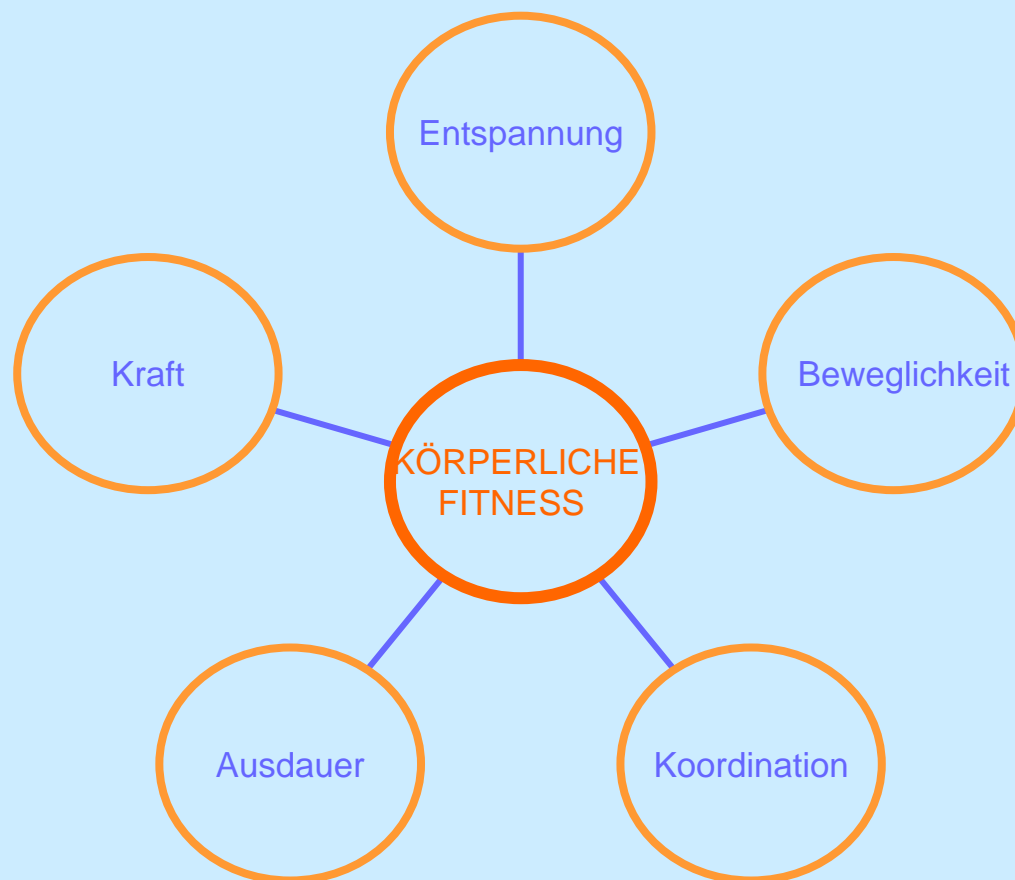 Entspannung
Kraft
Beweglichkeit
KÖRPERLICHE
FITNESS
Ausdauer
Koordination